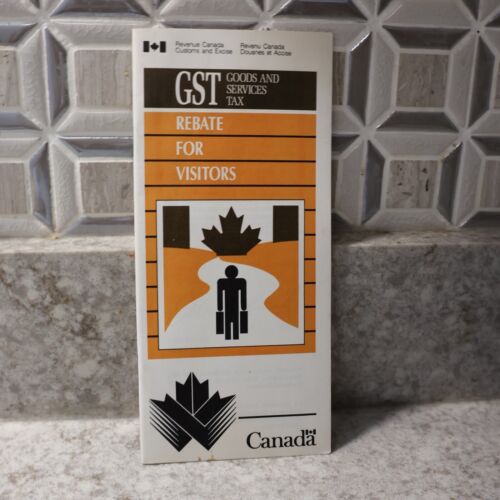 Revenue Canada
Customs and Excise
Revenu Canada
Douanes et Accise
GST
GOODS AND
SERVICES
TAX
REBATE
FOR
VISITORS
Canada